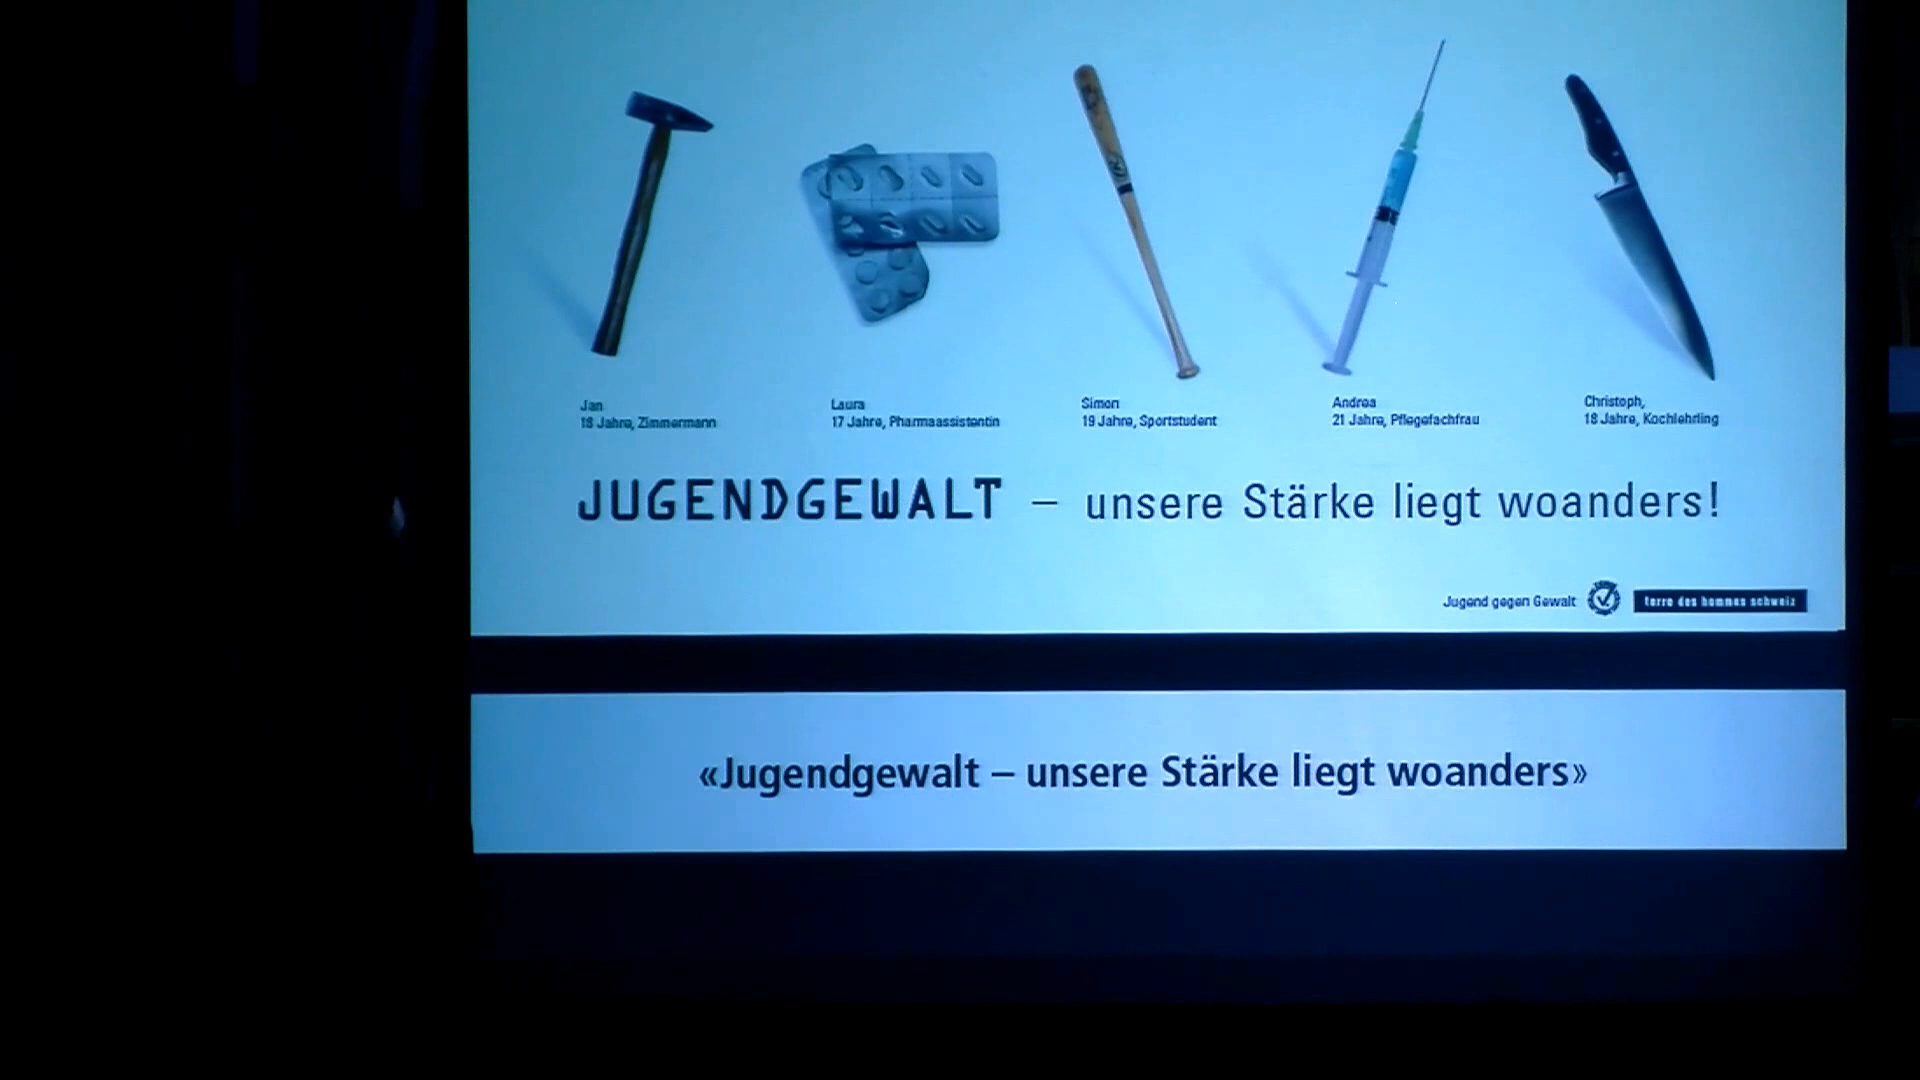 Jan
18 Jahre, Zimmermann
Laura
17 Jahre, Pharmaassistentin
Simon
19 Jahre, Sportstudent
Andrea
21 Jahre, Pflegefachfrau
Christoph,
18 Jahre, Kochlehrling
JUGENDGEWALT – unsere Stärke liegt woanders!
Jugend gegen Gewalt
terre des hommes schweiz
«Jugendgewalt – unsere Stärke liegt woanders»